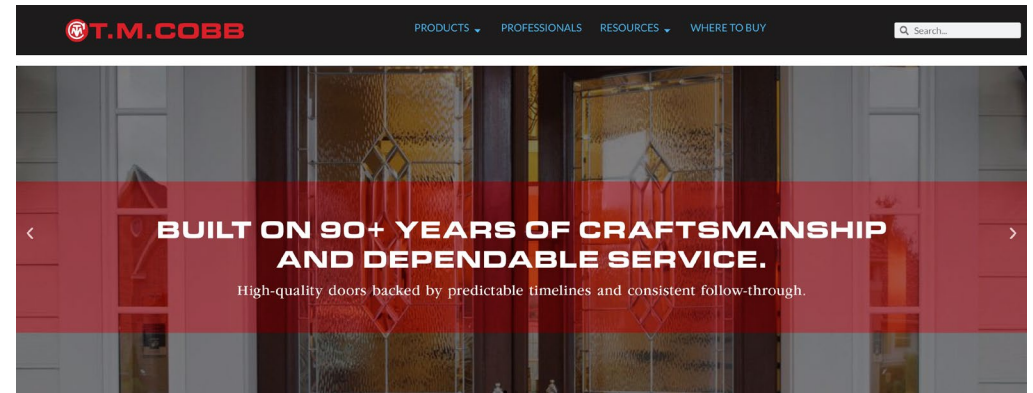 T.M.COBB
PRODUCTS
PROFESSIONALS
RESOURCES
WHERE TO BUY
Search...
BUILT ON 90+ YEARS OF CRAFTSMANSHIP
AND DEPENDABLE SERVICE.
High-quality doors backed by predictable timelines and consistent follow-through.